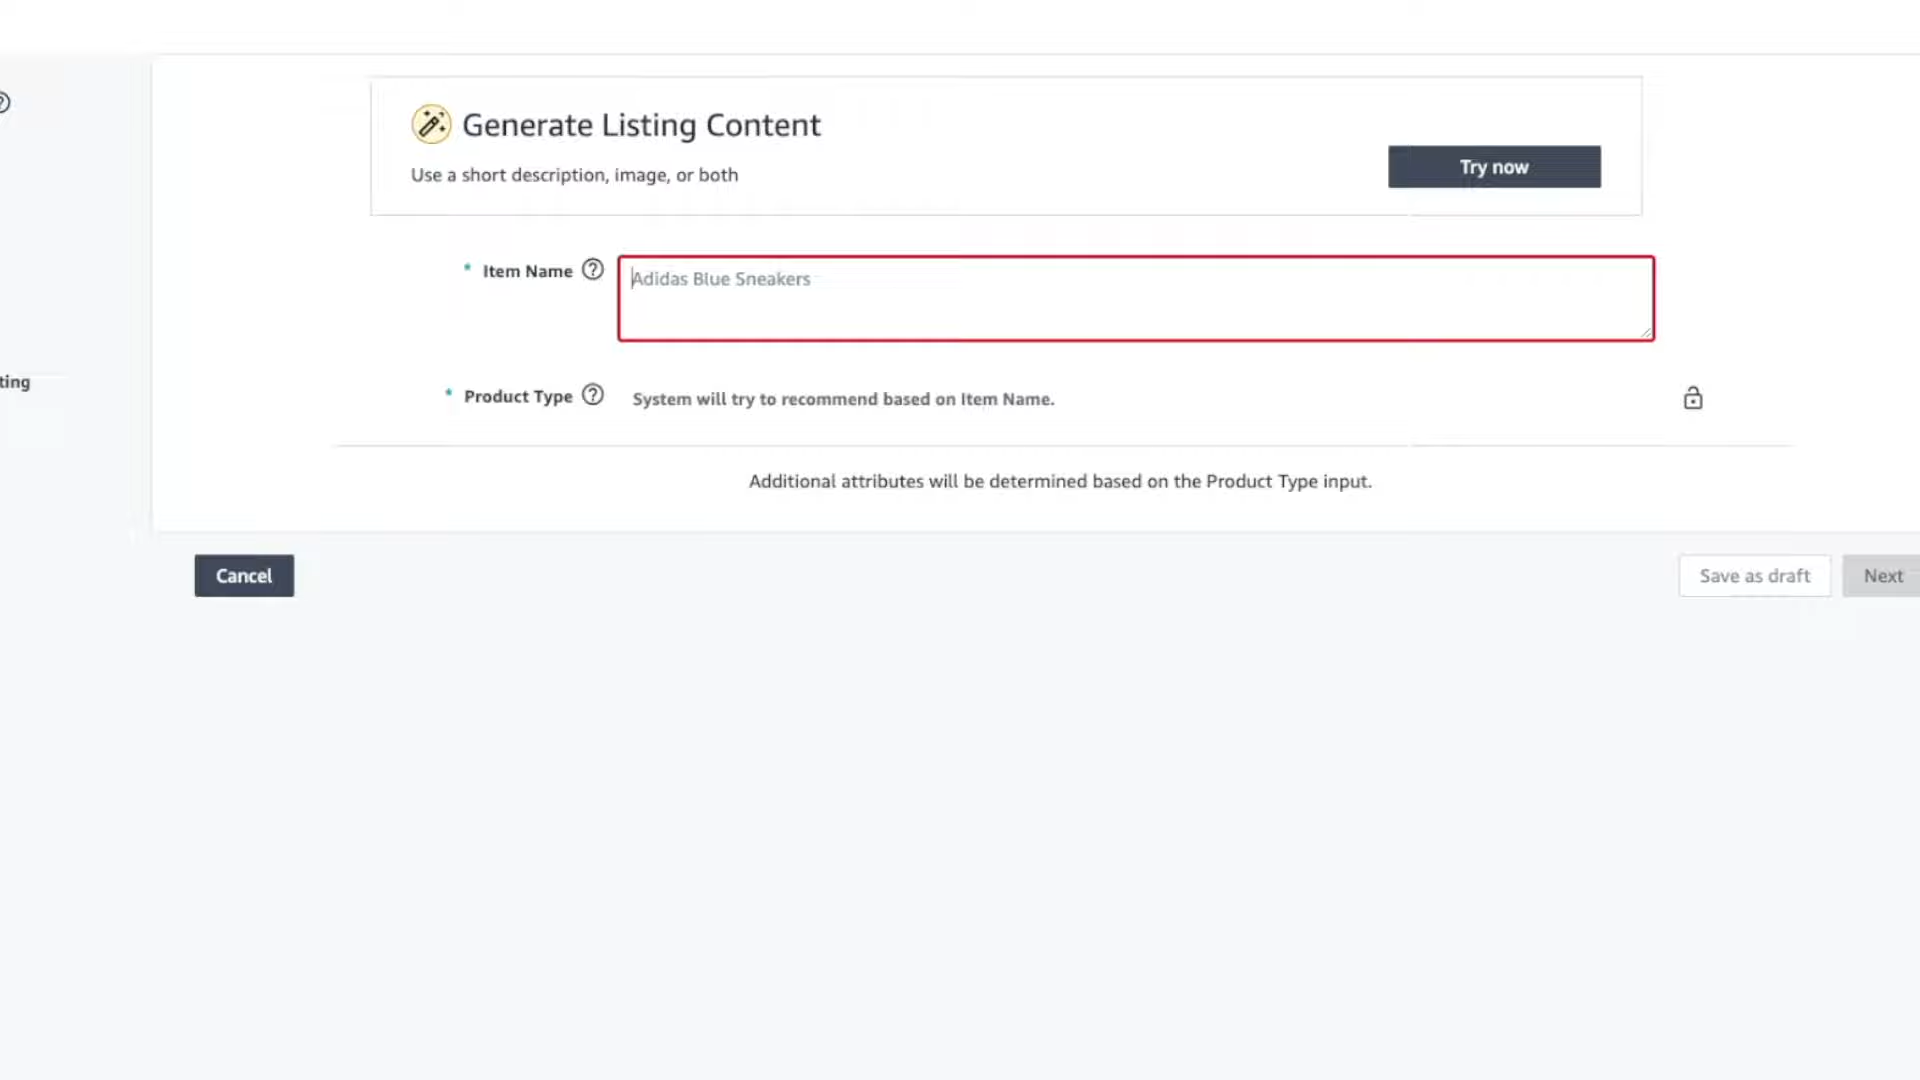 Generate Listing Content
Use a short description, image, or both
Try now
* Item Name
Adidas Blue Sneakers
ting
* Product Type
System will try to recommend based on Item Name.
Additional attributes will be determined based on the Product Type input.
Cancel
Save as draft
Next